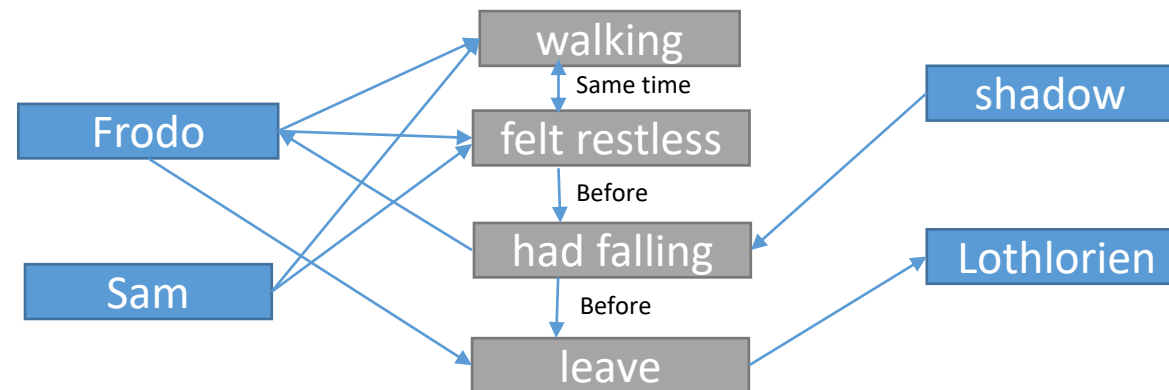 walking
Same time
shadow
Frodo
felt restless
Before
had falling
Lothlorien
Sam
Before
leave